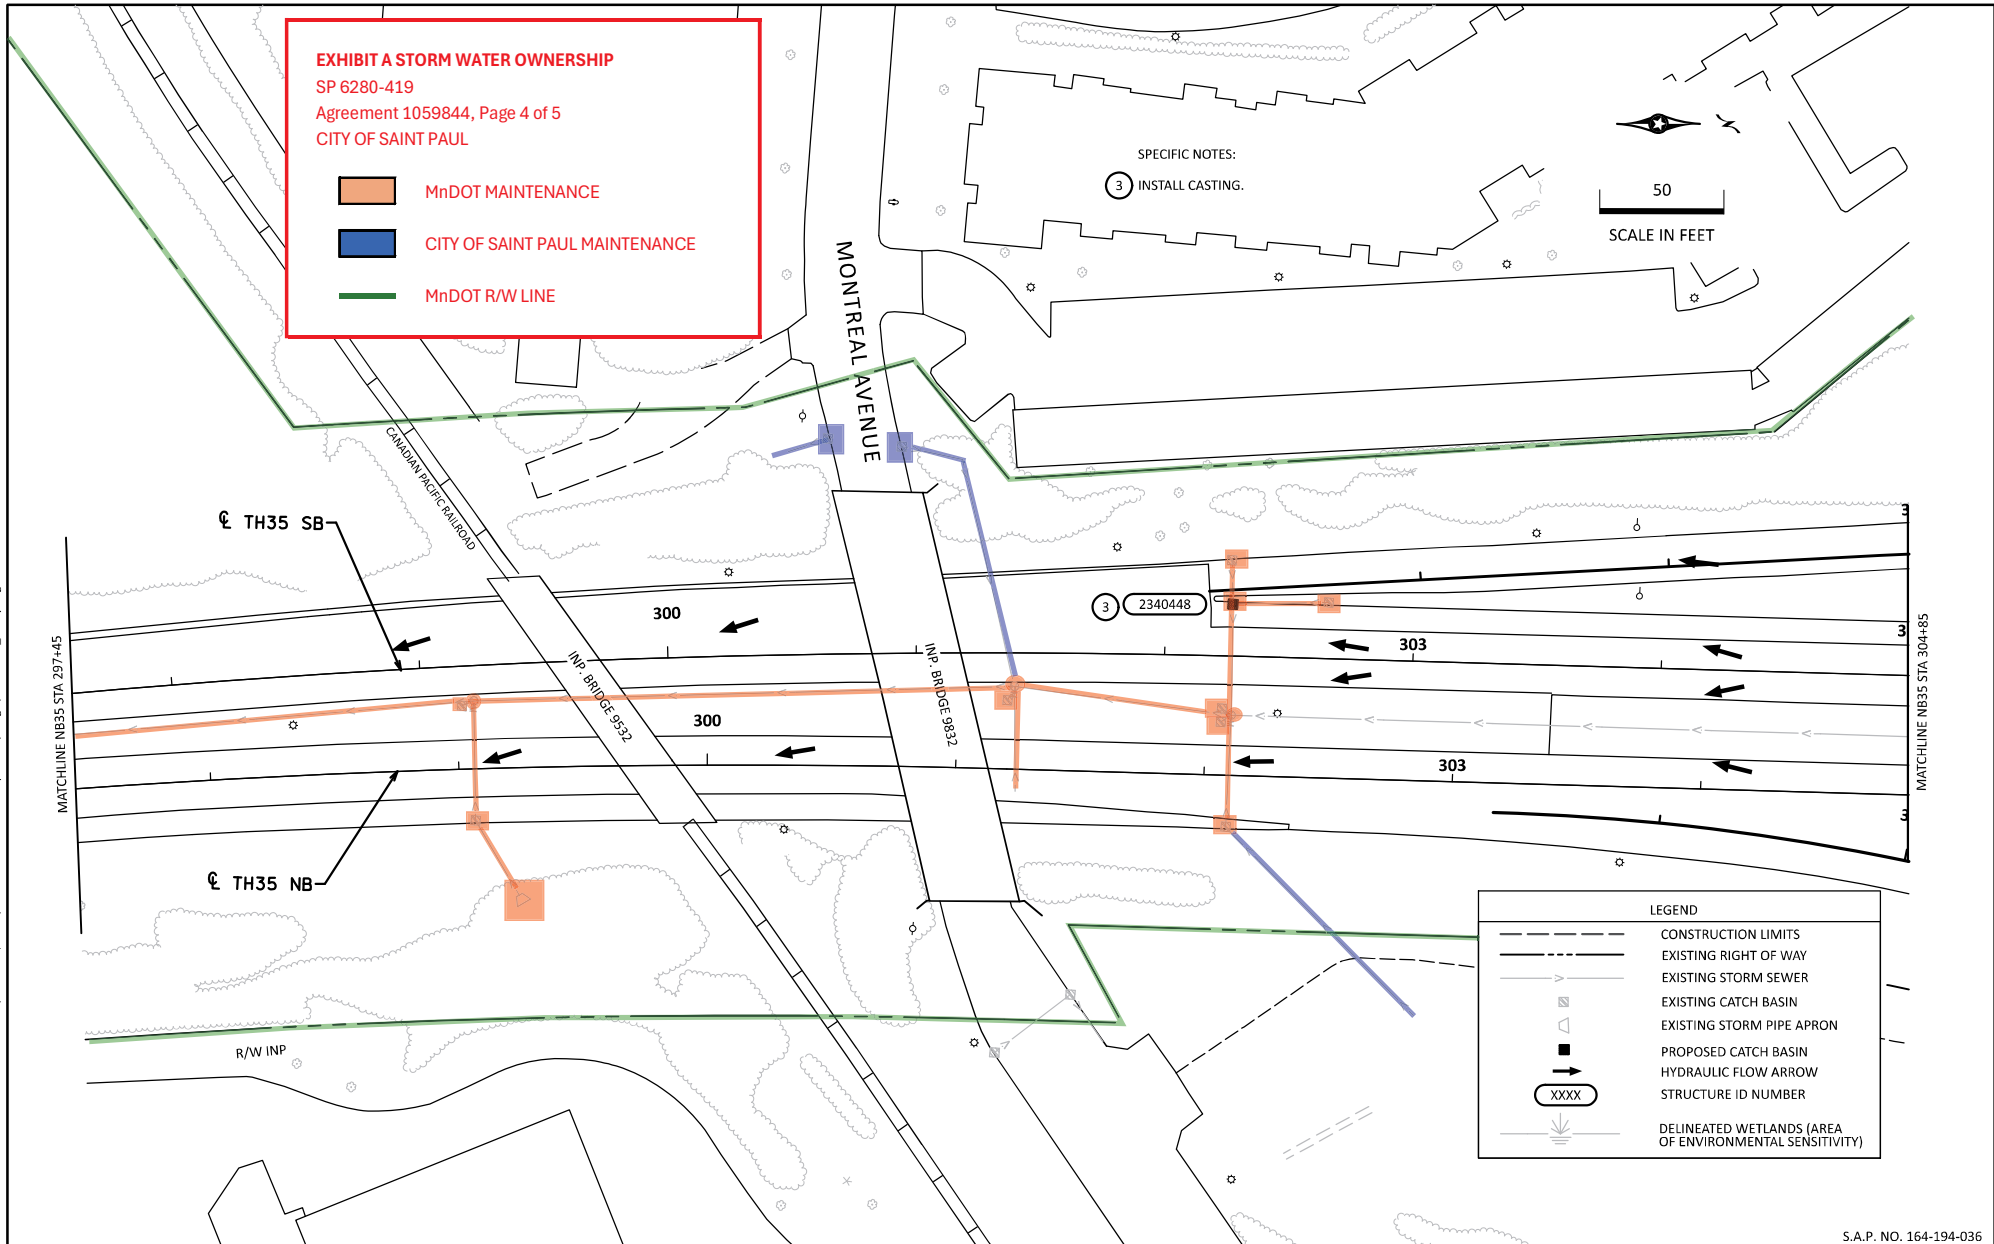 EXHIBIT A STORM WATER OWNERSHIP
SP 6280-419
Agreement 1059844, Page 4 of 5
CITY OF SAINT PAUL
MnDOT MAINTENANCE
CITY OF SAINT PAUL MAINTENANCE
MnDOT R/W LINE
SPECIFIC NOTES:
3 INSTALL CASTING.
50
SCALE IN FEET
MONTREAL AVENUE
CANADIAN PACIFIC RAILROAD
℄ TH35 SB
300
3
2340448
303
3
3
INP. BRIDGE 9532
INP. BRIDGE 9832
300
303
3
MATCHLINE NB35 STA 297+45
MATCHLINE NB35 STA 304+85
℄ TH35 NB
R/W INP
LEGEND
CONSTRUCTION LIMITS
EXISTING RIGHT OF WAY
EXISTING STORM SEWER
EXISTING CATCH BASIN
EXISTING STORM PIPE APRON
PROPOSED CATCH BASIN
HYDRAULIC FLOW ARROW
XXXX STRUCTURE ID NUMBER
DELINEATED WETLANDS (AREA
OF ENVIRONMENTAL SENSITIVITY)
S.A.P. NO. 164-194-036